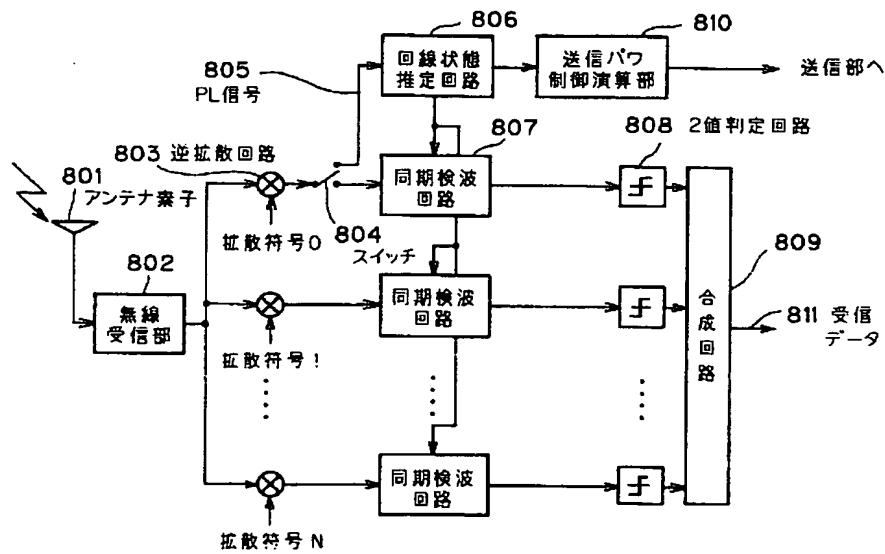 806
回線状態
推定回路
810
送信パワ
制御演算部
送信部へ
805
PL信号
807
同期検波
回路
808 2値判定回路
803 逆拡散回路
801
アンテナ素子
拡散符号0
804
スイッチ
802
無線
受信部
同期検波
回路
拡散符号1
809
合成回路
811 受信
データ
同期検波
回路
拡散符号N